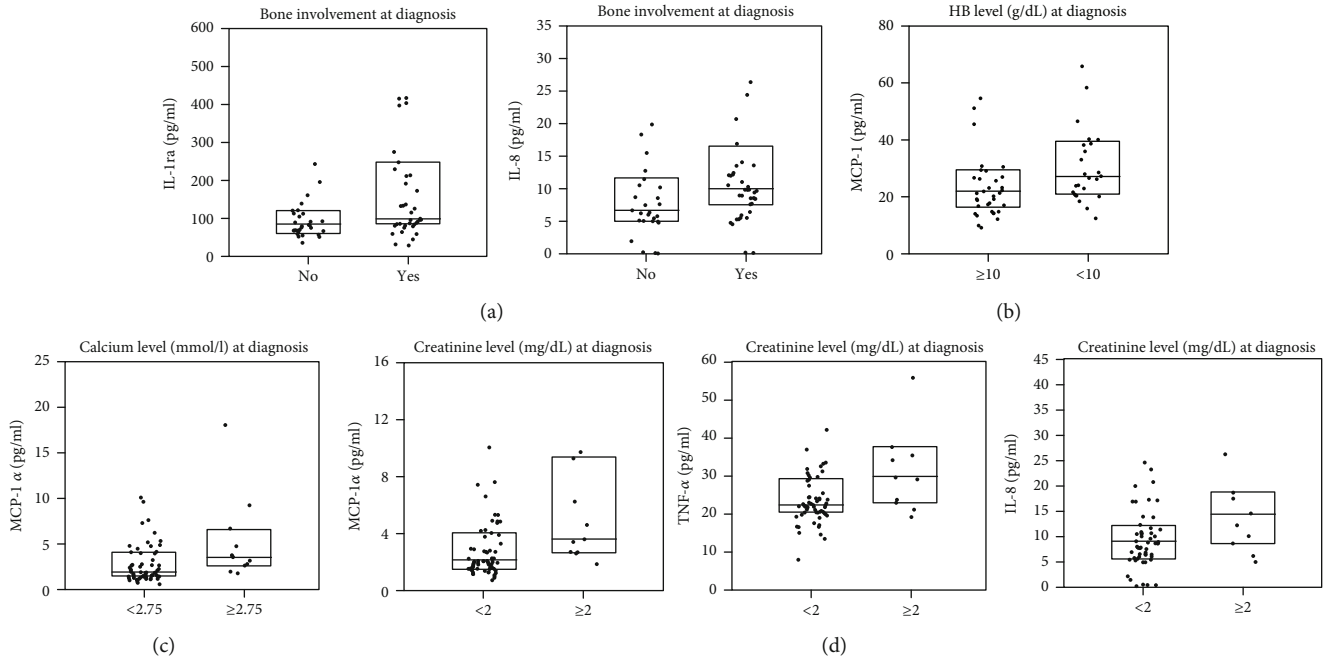 Bone involvement at diagnosis
IL-1ra (pg/ml)
600
500
400
300
200
100
0
No
Yes
Bone involvement at diagnosis
IL-8 (pg/ml)
35
30
25
20
15
10
5
0
No
Yes
(a)
HB level (g/dL) at diagnosis
MCP-1 (pg/ml)
80
60
40
20
0
≥10
<10
(b)
Calcium level (mmol/l) at diagnosis
MCP-1 α (pg/ml)
25
20
15
10
5
0
<2.75
≥2.75
(c)
Creatinine level (mg/dL) at diagnosis
MCP-1α (pg/ml)
16
12
8
4
0
<2
≥2
Creatinine level (mg/dL) at diagnosis
TNF-α (pg/ml)
60
50
40
30
20
10
0
<2
≥2
(d)
Creatinine level (mg/dL) at diagnosis
IL-8 (pg/ml)
45
40
35
30
25
20
15
10
5
0
<2
≥2